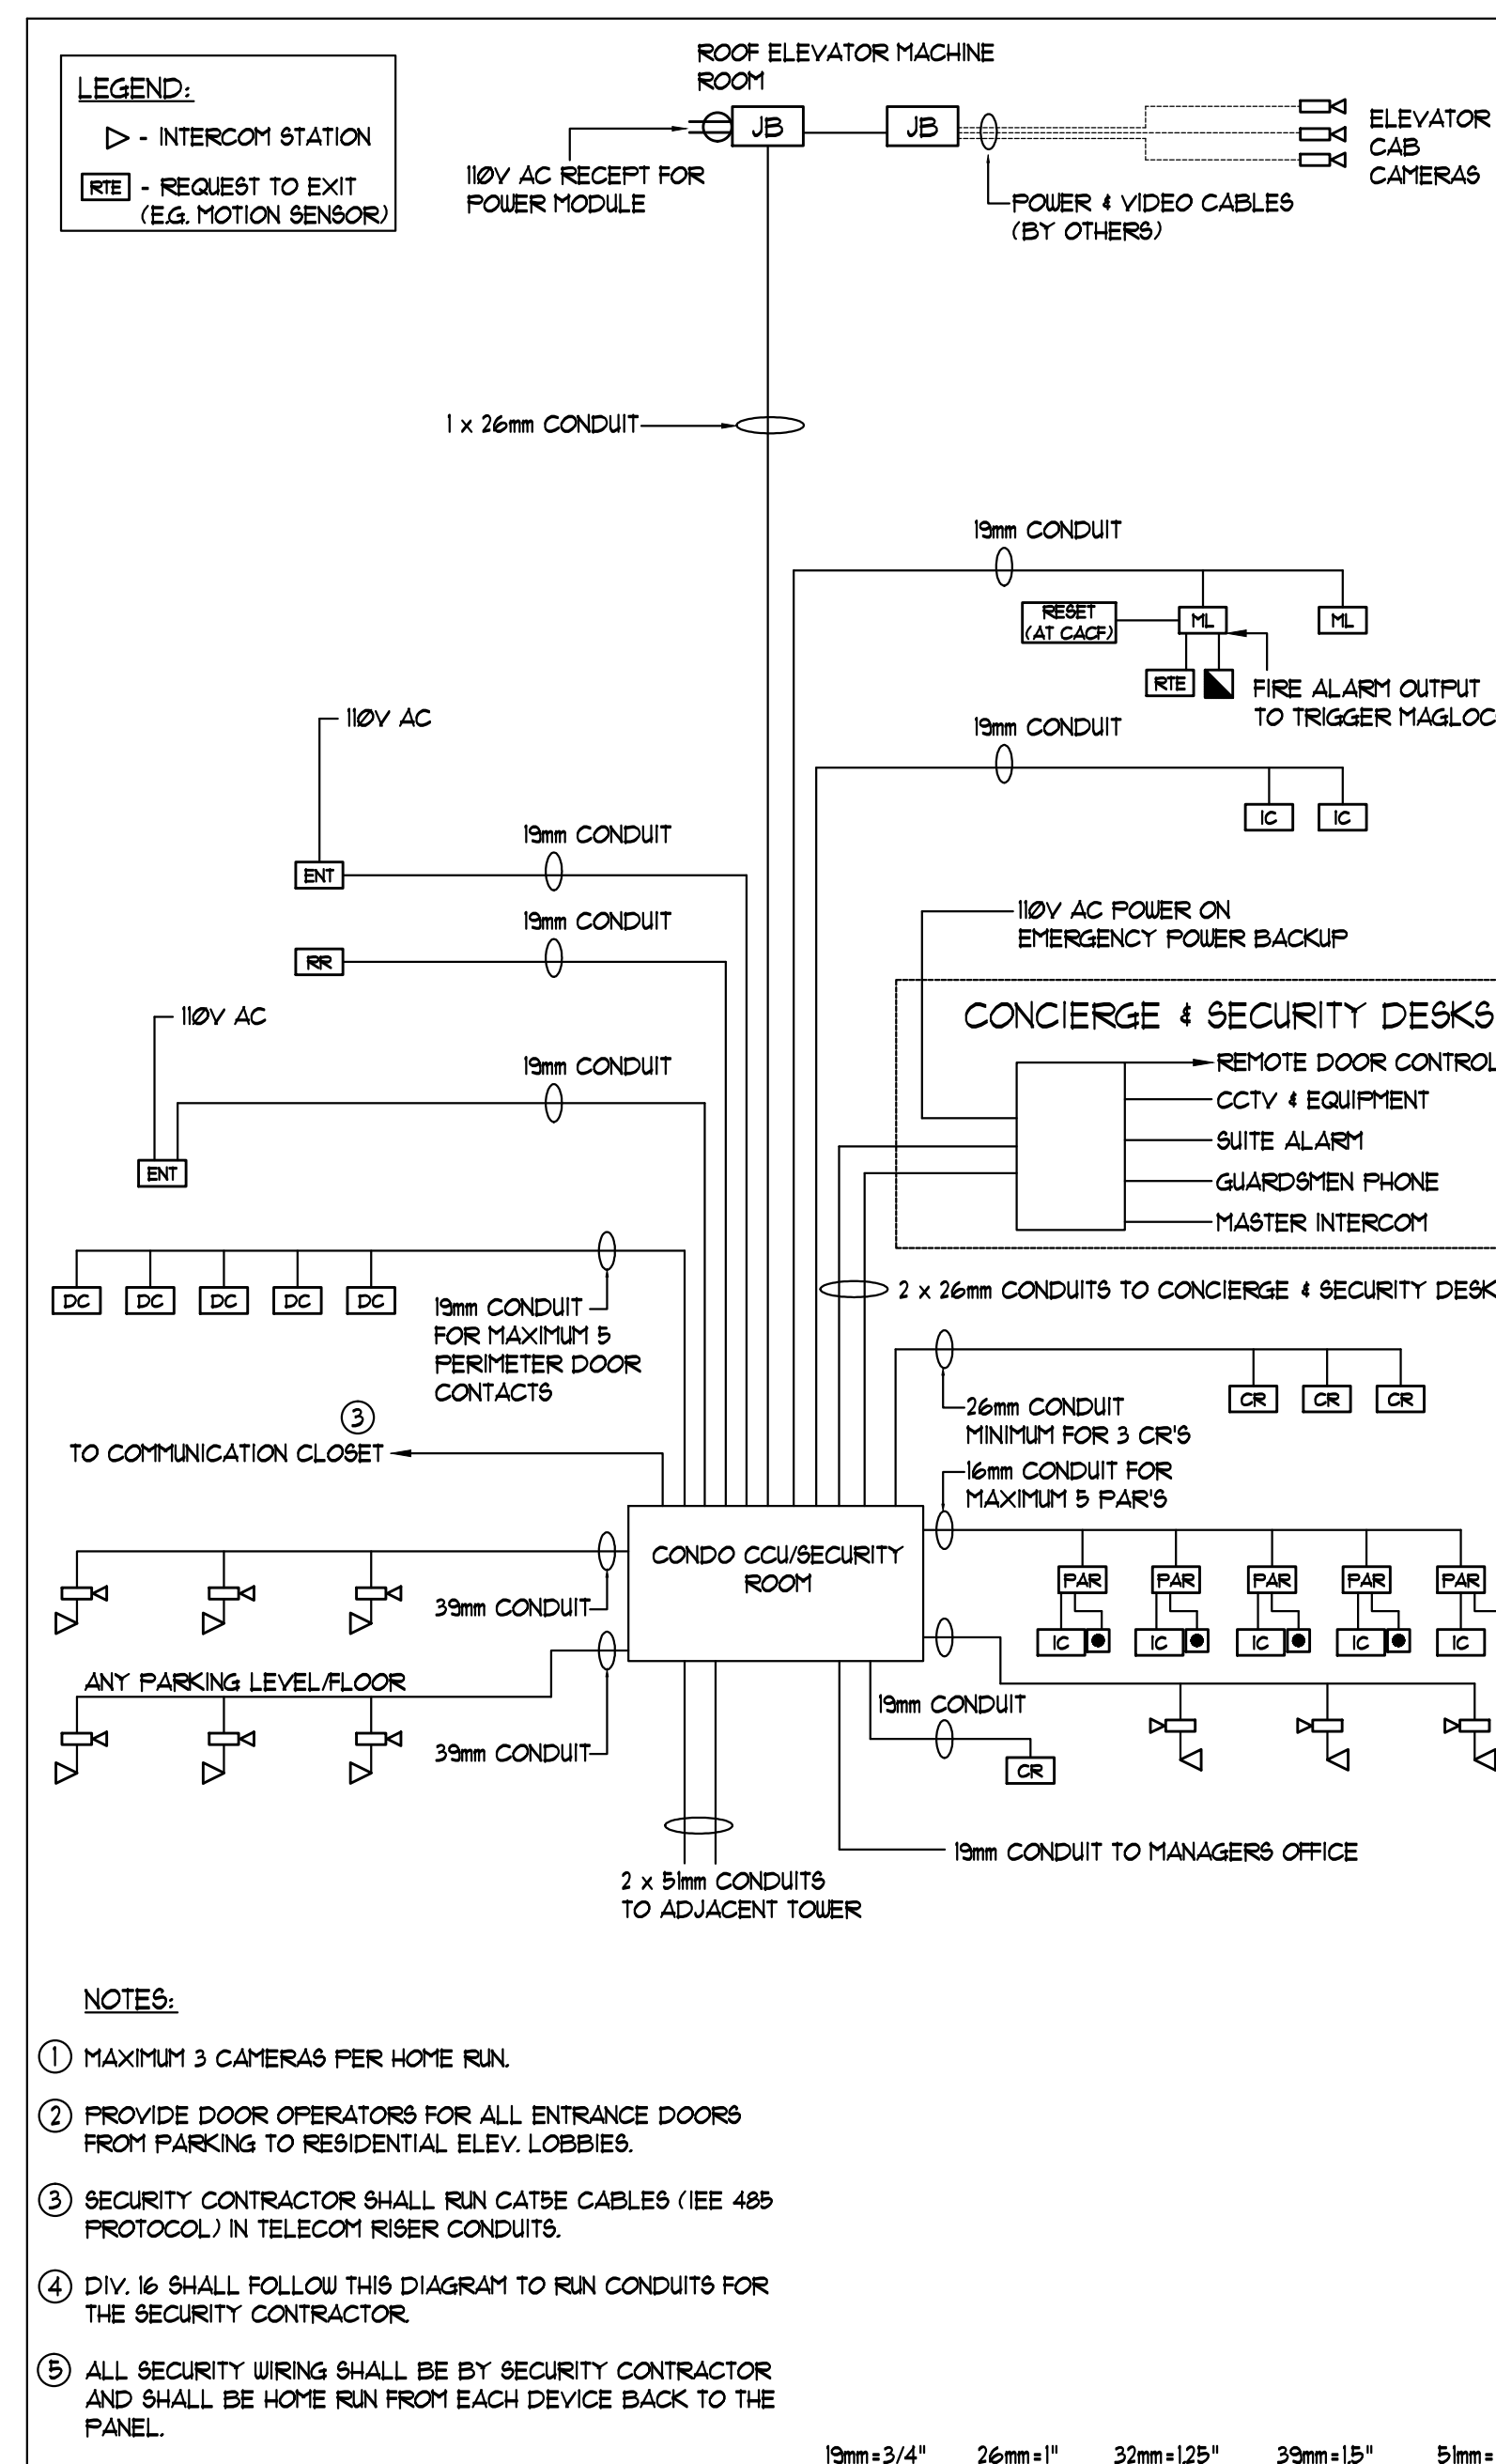 LEGEND:
- INTERCOM STATION
RTE - REQUEST TO EXIT
(E.G. MOTION SENSOR)
ROOF ELEVATOR MACHINE
ROOM
JB
JB
110V AC RECEPT FOR
POWER MODULE
ELEVATOR
CAB
CAMERAS
POWER & VIDEO CABLES
(BY OTHERS)
1 x 26mm CONDUIT
19mm CONDUIT
RESET
(AT CACF)
ML
ML
RTE
FIRE ALARM OUTPUT
TO TRIGGER MAGLOC
19mm CONDUIT
IC
IC
110V AC
19mm CONDUIT
ENT
19mm CONDUIT
RR
110V AC
19mm CONDUIT
ENT
110V AC POWER ON
EMERGENCY POWER BACKUP
CONCIERGE & SECURITY DESKS
REMOTE DOOR CONTROL
CCTV & EQUIPMENT
SUITE ALARM
GUARDSMEN PHONE
MASTER INTERCOM
2 x 26mm CONDUITS TO CONCIERGE & SECURITY DESK
DC
DC
DC
DC
DC
19mm CONDUIT
FOR MAXIMUM 5
PERIMETER DOOR
CONTACTS
3
TO COMMUNICATION CLOSET
CR
CR
CR
26mm CONDUIT
MINIMUM FOR 3 CR'S
16mm CONDUIT FOR
MAXIMUM 5 PAR'S
CONDO CCU/SECURITY
ROOM
39mm CONDUIT
PAR
PAR
PAR
PAR
PAR
IC
IC
IC
IC
IC
ANY PARKING LEVEL/FLOOR
39mm CONDUIT
19mm CONDUIT
CR
19mm CONDUIT TO MANAGERS OFFICE
2 x 51mm CONDUITS
TO ADJACENT TOWER
NOTES:
1 MAXIMUM 3 CAMERAS PER HOME RUN.
2 PROVIDE DOOR OPERATORS FOR ALL ENTRANCE DOORS
FROM PARKING TO RESIDENTIAL ELEV. LOBBIES.
3 SECURITY CONTRACTOR SHALL RUN CAT5E CABLES (IEE 485
PROTOCOL) IN TELECOM RISER CONDUITS.
4 DIV. 16 SHALL FOLLOW THIS DIAGRAM TO RUN CONDUITS FOR
THE SECURITY CONTRACTOR.
5 ALL SECURITY WIRING SHALL BE BY SECURITY CONTRACTOR
AND SHALL BE HOME RUN FROM EACH DEVICE BACK TO THE
PANEL.
19mm=3/4" 26mm=1" 32mm=1.25" 39mm=1.5" 51mm=